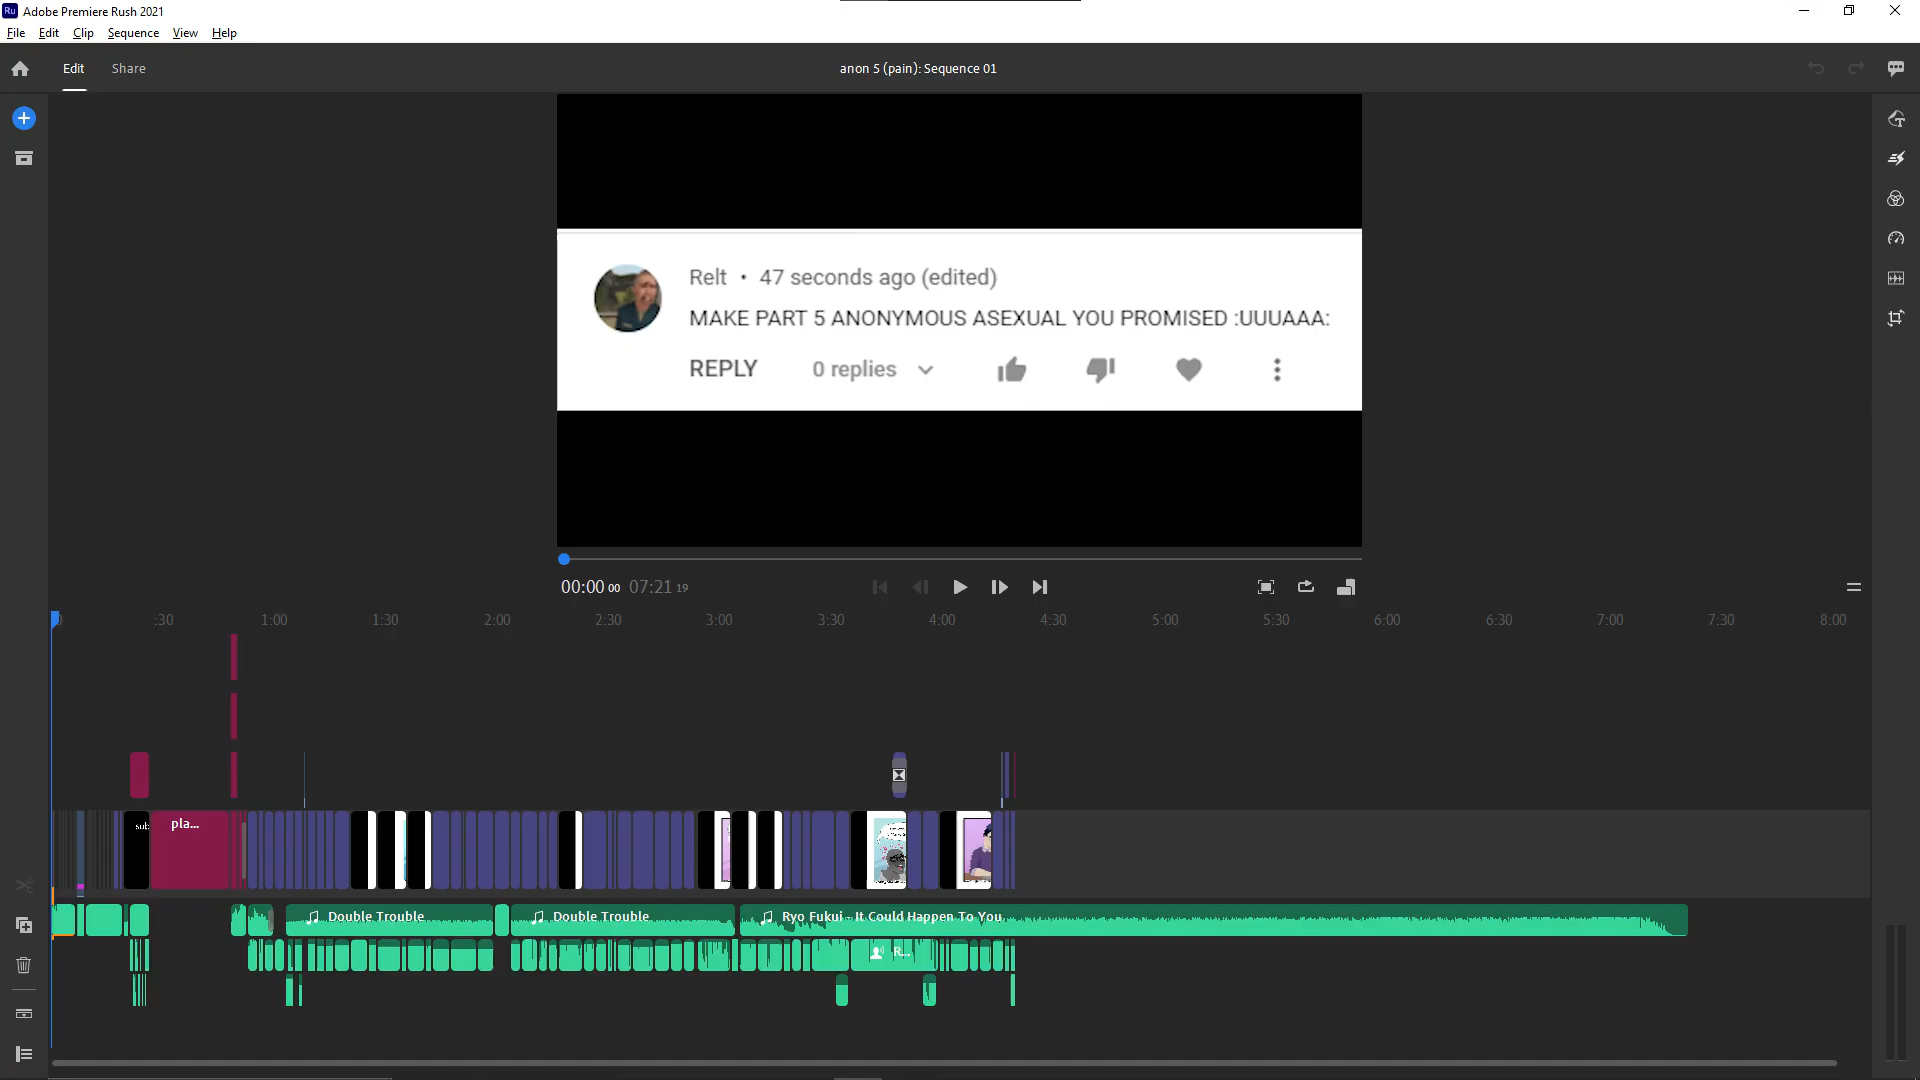 Ru Adobe Premiere Rush 2021
File Edit Clip Sequence View Help
Edit Share anon 5 (pain): Sequence 01
Relt • 47 seconds ago (edited)
MAKE PART 5 ANONYMOUS ASEXUAL YOU PROMISED :UUUAAA:
REPLY 0 replies
00:00 00 07:21 19
0 :30 1:00 1:30 2:00 2:30 3:00 3:30 4:00 4:30 5:00 5:30 6:00 6:30 7:00 7:30 8:00
sub pla...
Double Trouble Double Trouble Ryo Fukui - It Could Happen To You
R...